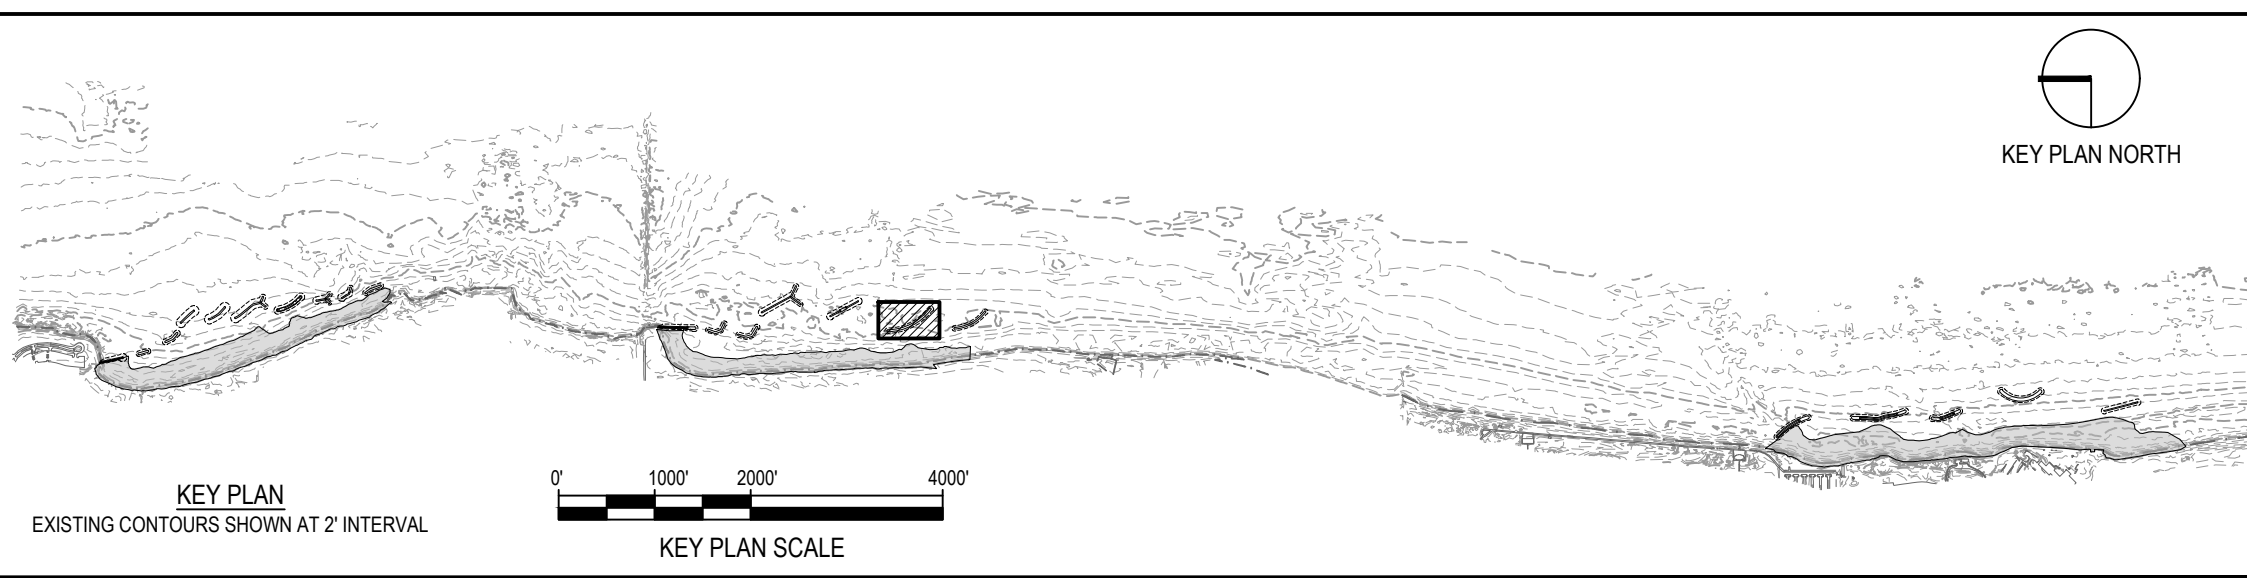 KEY PLAN NORTH
KEY PLAN
EXISTING CONTOURS SHOWN AT 2' INTERVAL
0' 1000' 2000' 4000'
KEY PLAN SCALE